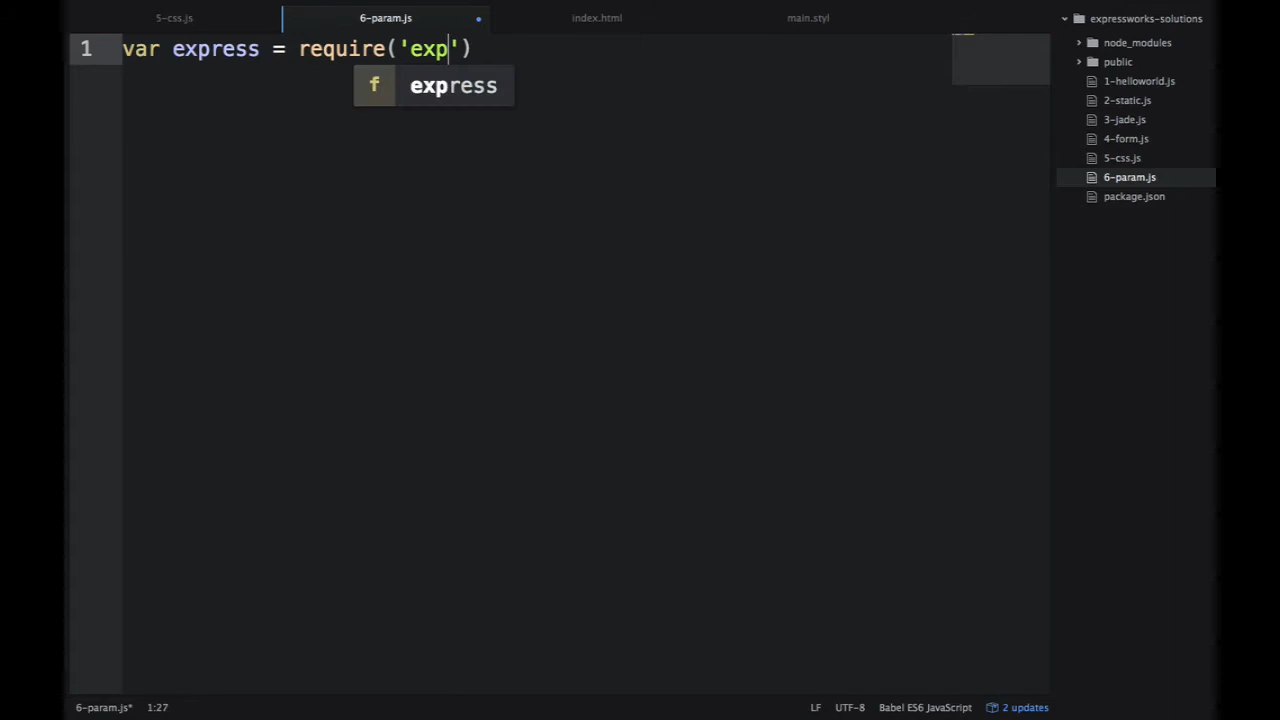 5-css.js
6-param.js
index.html
main.styl
1 var express = require('exp')
f express
expressworks-solutions
node_modules
public
1-helloworld.js
2-static.js
3-jade.js
4-form.js
5-css.js
6-param.js
package.json
6-param.js* 1:27 LF UTF-8 Babel ES6 JavaScript 2 updates